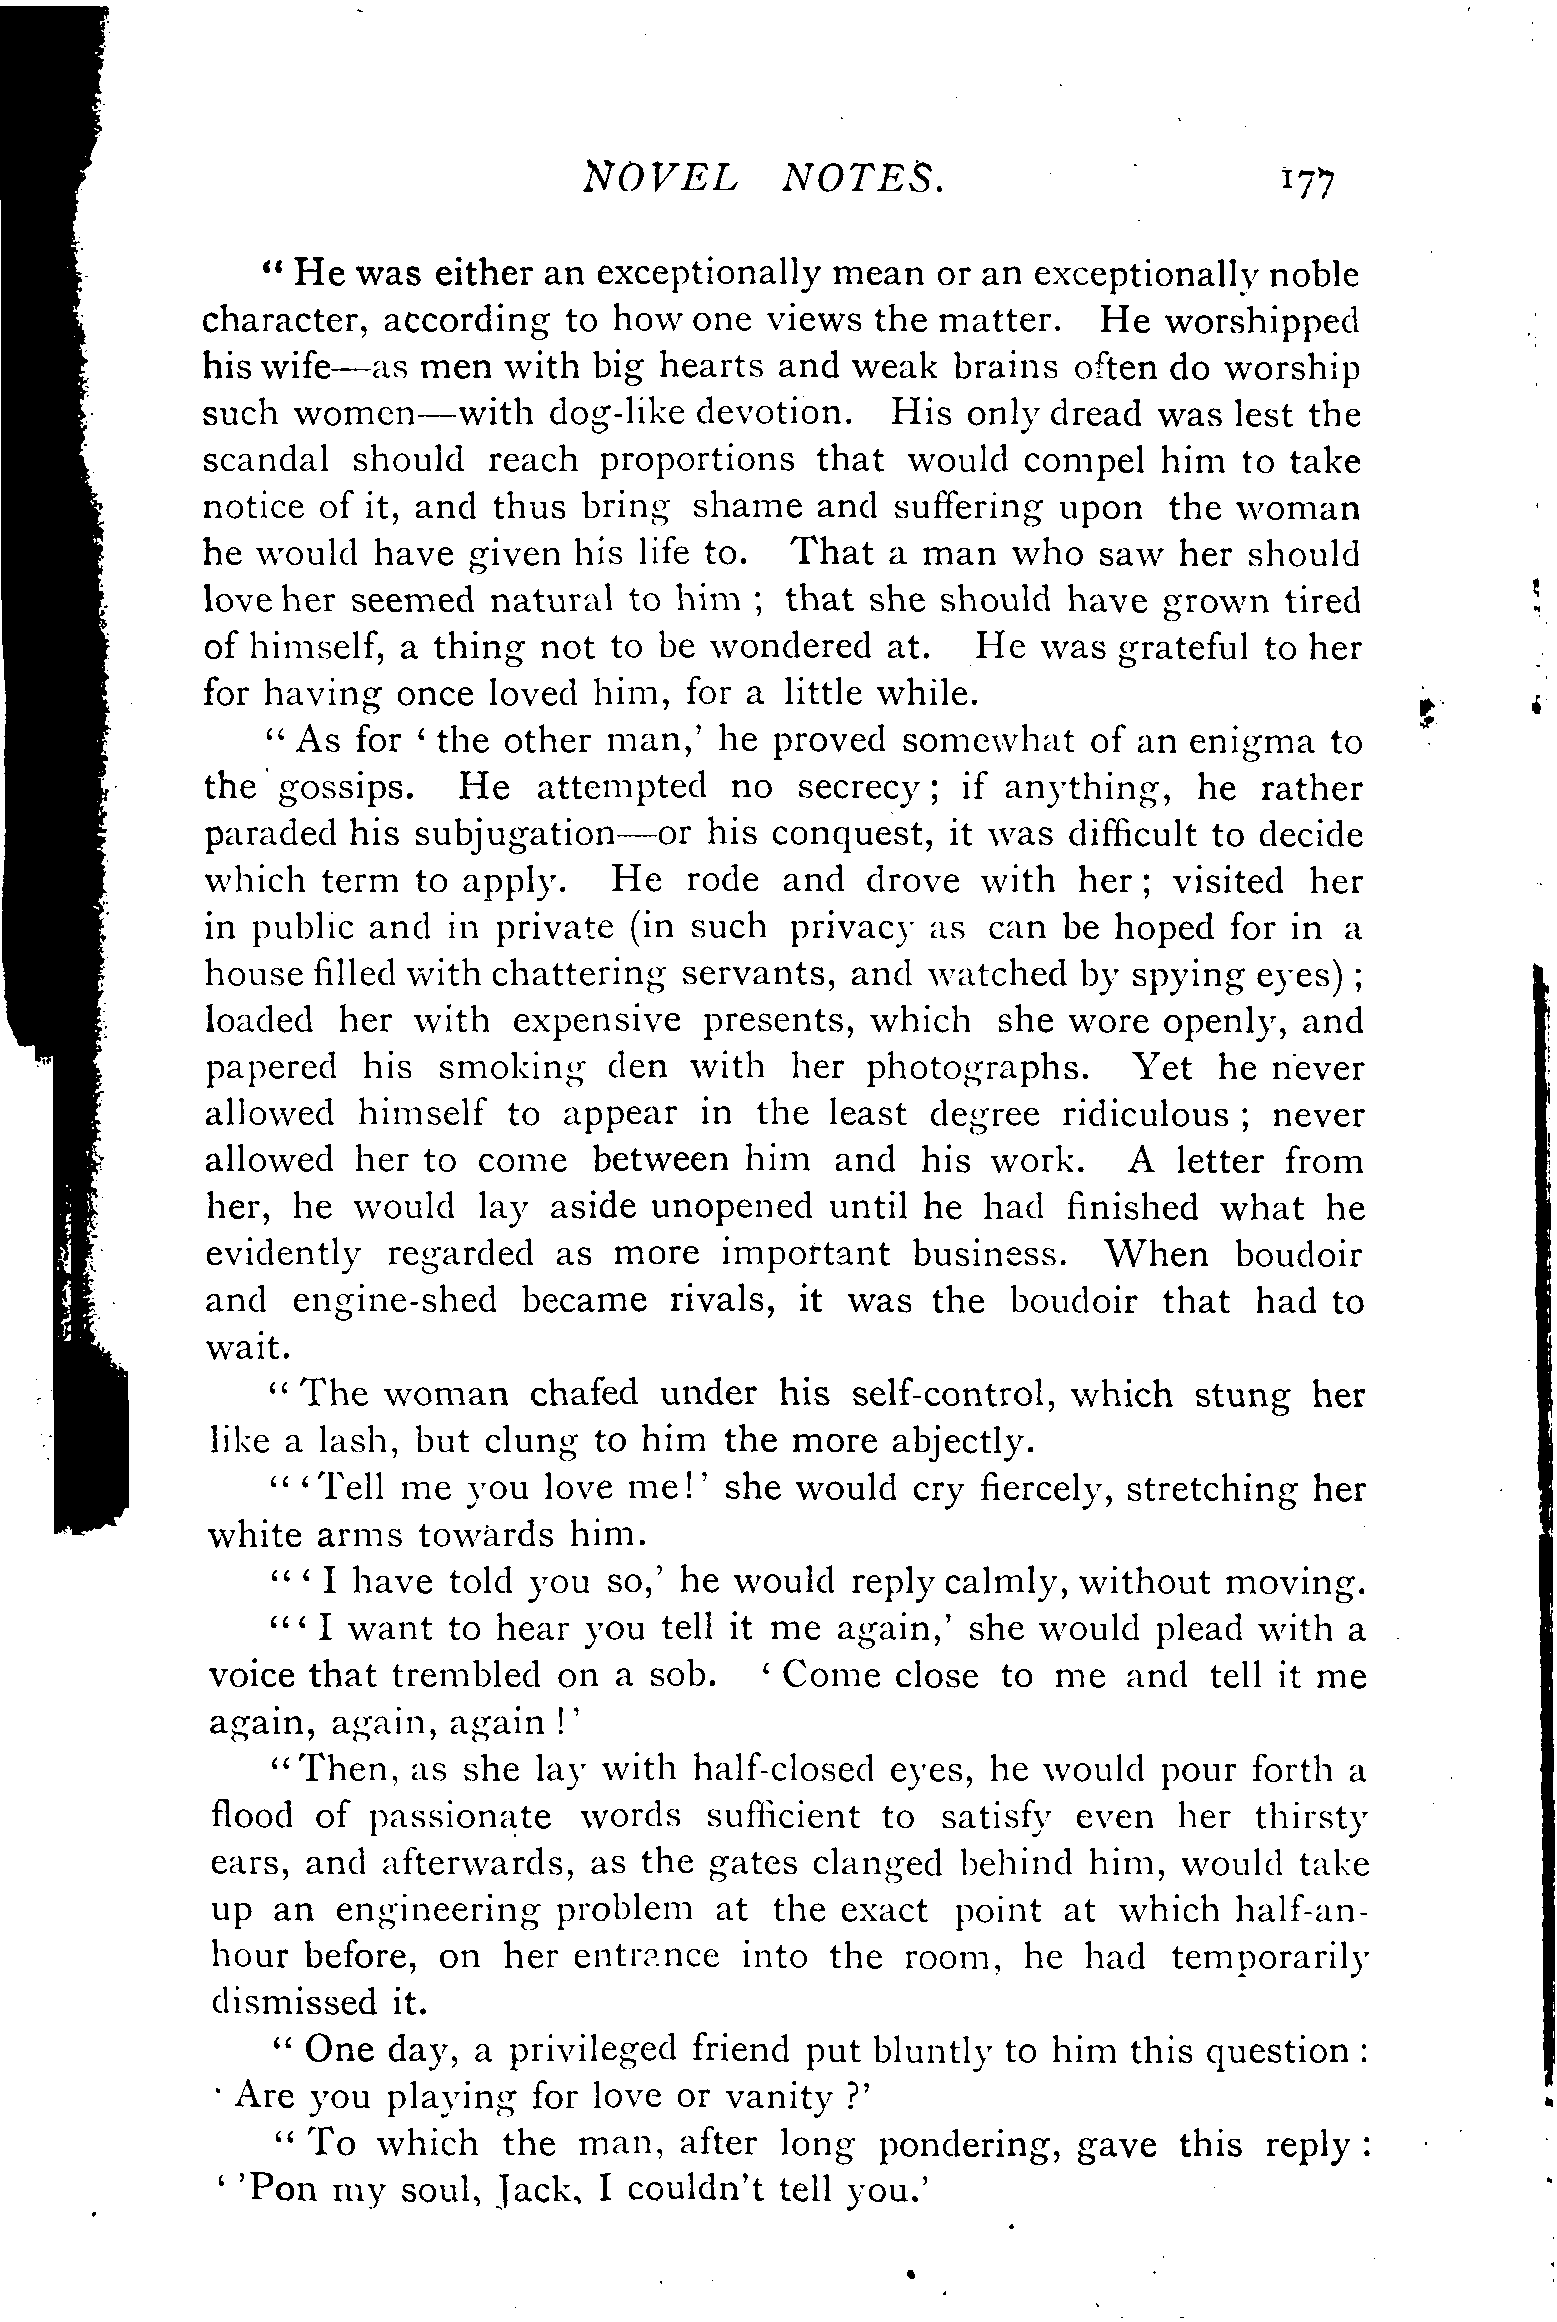 NOVEL NOTES. 177
“ He was either an exceptionally mean or an exceptionally noble
character, according to how one views the matter. He worshipped
his wife—as men with big hearts and weak brains often do worship
such women—with dog-like devotion. His only dread was lest the
scandal should reach proportions that would compel him to take
notice of it, and thus bring shame and suffering upon the woman
he would have given his life to. That a man who saw her should
love her seemed natural to him ; that she should have grown tired
of himself, a thing not to be wondered at. He was grateful to her
for having once loved him, for a little while.
“ As for ‘ the other man,’ he proved somewhat of an enigma to
the gossips. He attempted no secrecy ; if anything, he rather
paraded his subjugation—or his conquest, it was difficult to decide
which term to apply. He rode and drove with her ; visited her
in public and in private (in such privacy as can be hoped for in a
house filled with chattering servants, and watched by spying eyes) ;
loaded her with expensive presents, which she wore openly, and
papered his smoking den with her photographs. Yet he never
allowed himself to appear in the least degree ridiculous ; never
allowed her to come between him and his work. A letter from
her, he would lay aside unopened until he had finished what he
evidently regarded as more important business. When boudoir
and engine-shed became rivals, it was the boudoir that had to
wait.
“ The woman chafed under his self-control, which stung her
like a lash, but clung to him the more abjectly.
“ ‘Tell me you love me!’ she would cry fiercely, stretching her
white arms towards him.
“ ‘ I have told you so,’ he would reply calmly, without moving.
“ ‘ I want to hear you tell it me again,’ she would plead with a
voice that trembled on a sob. ‘ Come close to me and tell it me
again, again, again !’
“ Then, as she lay with half-closed eyes, he would pour forth a
flood of passionate words sufficient to satisfy even her thirsty
ears, and afterwards, as the gates clanged behind him, would take
up an engineering problem at the exact point at which half-an-
hour before, on her entrance into the room, he had temporarily
dismissed it.
“ One day, a privileged friend put bluntly to him this question :
‘ Are you playing for love or vanity ?’
“ To which the man, after long pondering, gave this reply :
‘ ’Pon my soul, Jack, I couldn’t tell you.’